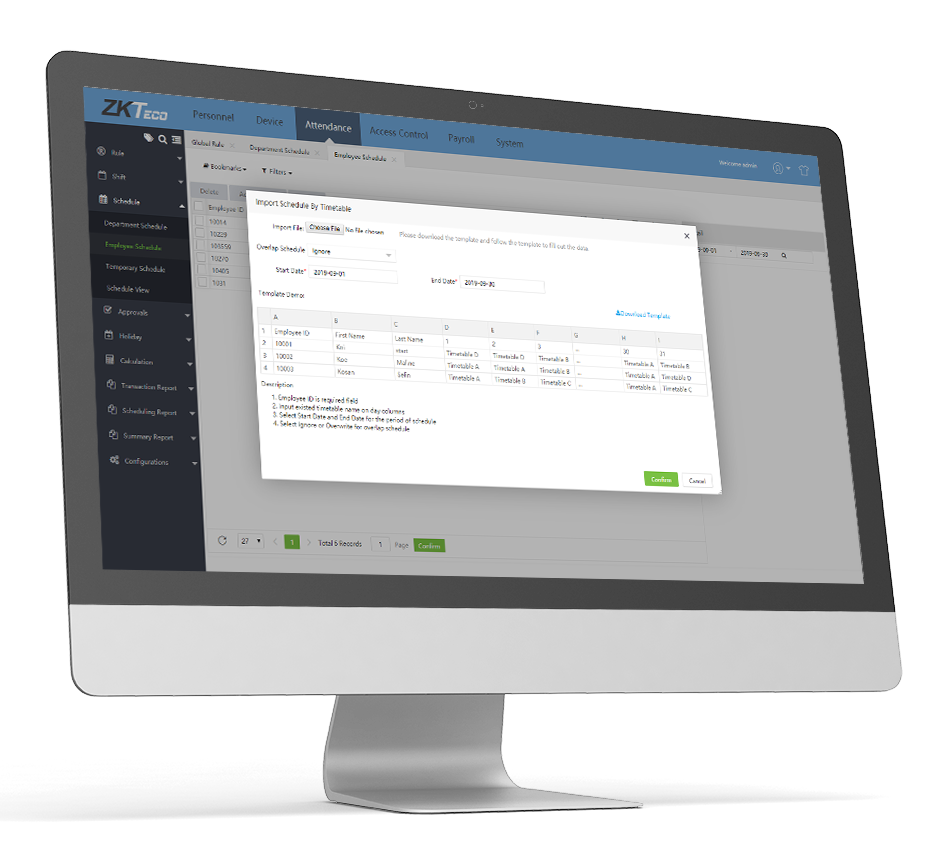 ZKTeco
Personnel Device Attendance Access Control Payroll System
Welcome admin
Rule
Shift
Schedule
Department Schedule
Employee Schedule
Temporary Schedule
Schedule View
Approvals
Holiday
Calculation
Transaction Report
Scheduling Report
Summary Report
Configurations
Global Rule × Department Schedule × Employee Schedule ×
Bookmarks Filters
Delete
Employee ID
10014
10229
10270
10405
1031
-09-01 - 2019-09-30
Import Schedule By Timetable ×
Import File: Choose File No file chosen Please download the template and follow the template to fill out the data
Overlap Schedule Ignore
Start Date* 2019-09-01 End Date* 2019-09-30
Template Demo: Download Template
A B C D E F G H I
1 Employee ID First Name Last Name 1 2 3 ... 30 31
2 10001 start Timetable D Timetable D Timetable B ... Timetable A Timetable B
3 10002 Timetable A Timetable A Timetable B ... Timetable A Timetable D
4 10003 Kosan Timetable A Timetable B Timetable C ... Timetable A Timetable C
Description
1. Employee ID is required field
2. Input existed timetable name on day columns
3. Select Start Date and End Date for the period of schedule
4. Select Ignore or Overwrite for overlap schedule
Confirm Cancel
27 < 1 > Total 6 Records 1 Page Confirm